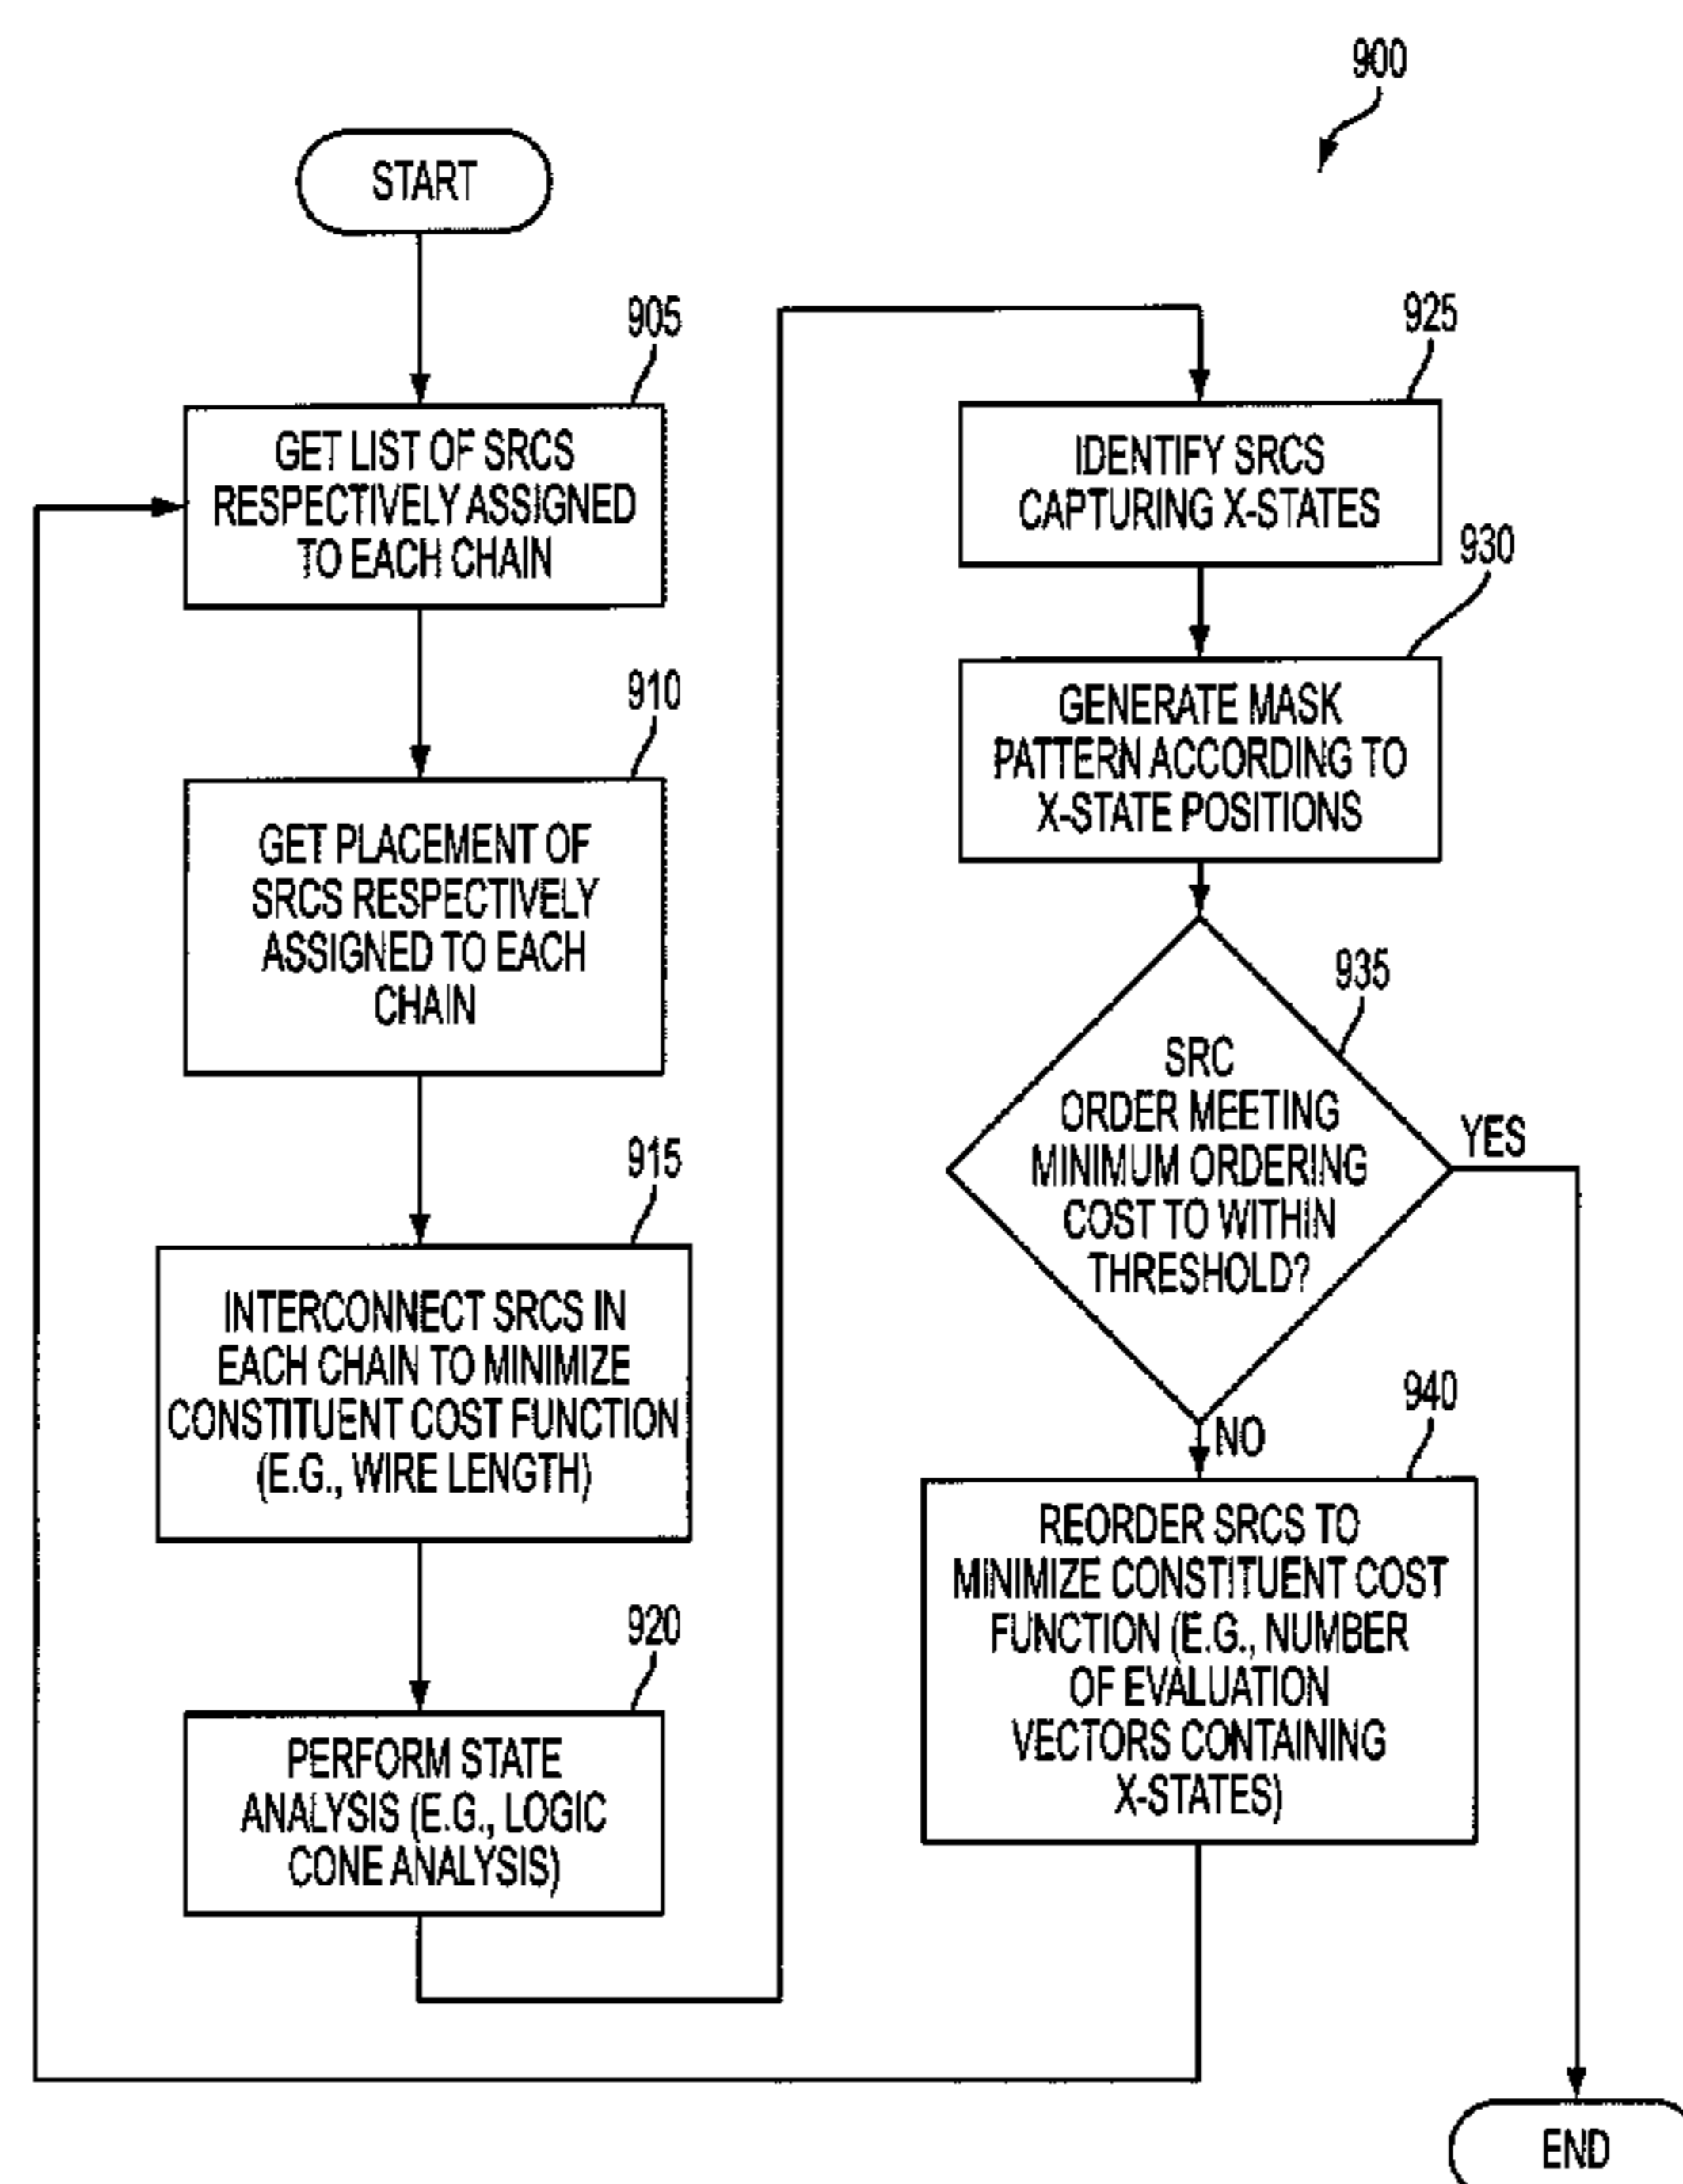 900
START
905
GET LIST OF SRCS
RESPECTIVELY ASSIGNED
TO EACH CHAIN
910
GET PLACEMENT OF
SRCS RESPECTIVELY
ASSIGNED TO EACH
CHAIN
915
INTERCONNECT SRCS IN
EACH CHAIN TO MINIMIZE
CONSTITUENT COST FUNCTION
(E.G., WIRE LENGTH)
920
PERFORM STATE
ANALYSIS (E.G., LOGIC
CONE ANALYSIS)
925
IDENTIFY SRCS
CAPTURING X-STATES
930
GENERATE MASK
PATTERN ACCORDING TO
X-STATE POSITIONS
935
SRC
ORDER MEETING
MINIMUM ORDERING
COST TO WITHIN
THRESHOLD?
YES
NO
940
REORDER SRCS TO
MINIMIZE CONSTITUENT COST
FUNCTION (E.G., NUMBER
OF EVALUATION
VECTORS CONTAINING
X-STATES)
END